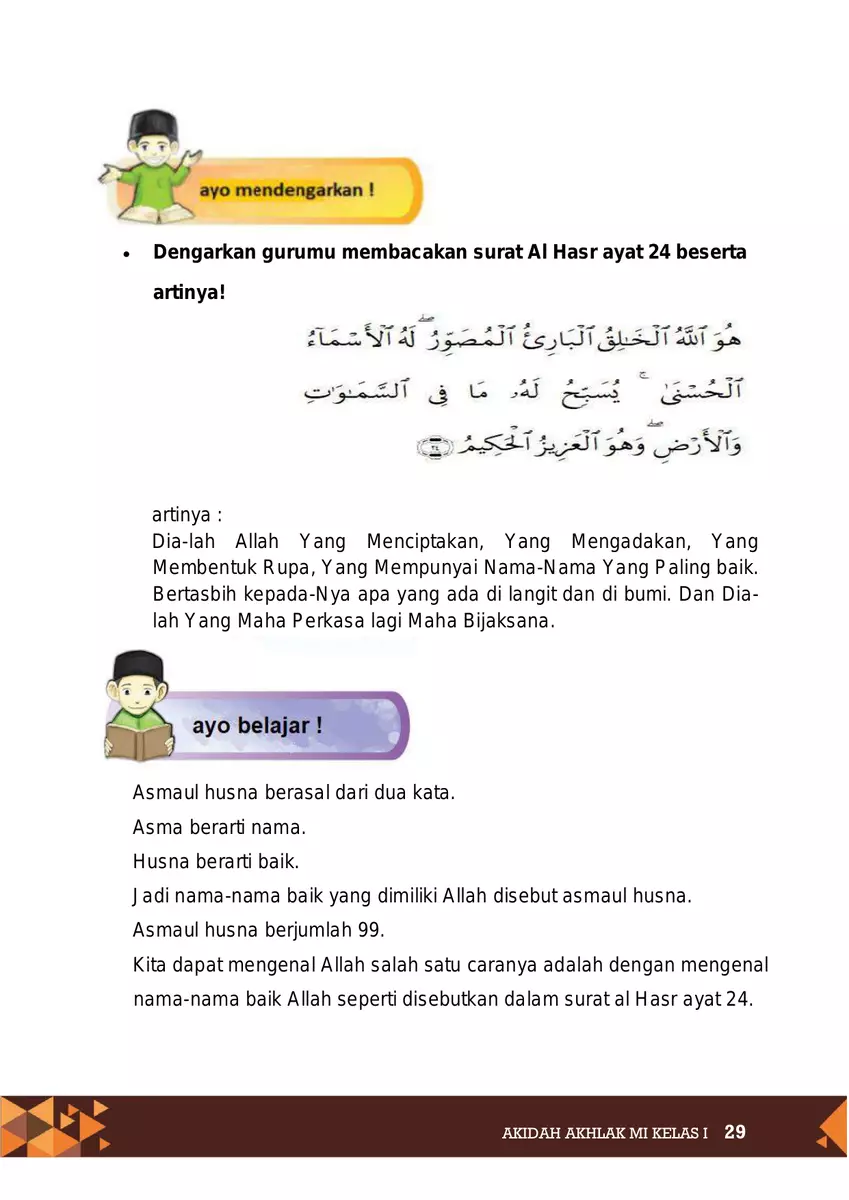 ayo mendengarkan !
• Dengarkan gurumu membacakan surat Al Hasr ayat 24 beserta
artinya!
هُوَ ٱللَّهُ ٱلْخَـٰلِقُ ٱلْبَارِئُ ٱلْمُصَوِّرُ ۖ لَهُ ٱلْأَسْمَآءُ
ٱلْحُسْنَىٰ ۚ يُسَبِّحُ لَهُۥ مَا فِى ٱلسَّمَـٰوَٰتِ
وَٱلْأَرْضِ ۖ وَهُوَ ٱلْعَزِيزُ ٱلْحَكِيمُ ٢٤
artinya :
Dia-lah Allah Yang Menciptakan, Yang Mengadakan, Yang
Membentuk Rupa, Yang Mempunyai Nama-Nama Yang Paling baik.
Bertasbih kepada-Nya apa yang ada di langit dan di bumi. Dan Dia-
lah Yang Maha Perkasa lagi Maha Bijaksana.
ayo belajar !
Asmaul husna berasal dari dua kata.
Asma berarti nama.
Husna berarti baik.
Jadi nama-nama baik yang dimiliki Allah disebut asmaul husna.
Asmaul husna berjumlah 99.
Kita dapat mengenal Allah salah satu caranya adalah dengan mengenal
nama-nama baik Allah seperti disebutkan dalam surat al Hasr ayat 24.
AKIDAH AKHLAK MI KELAS I 29